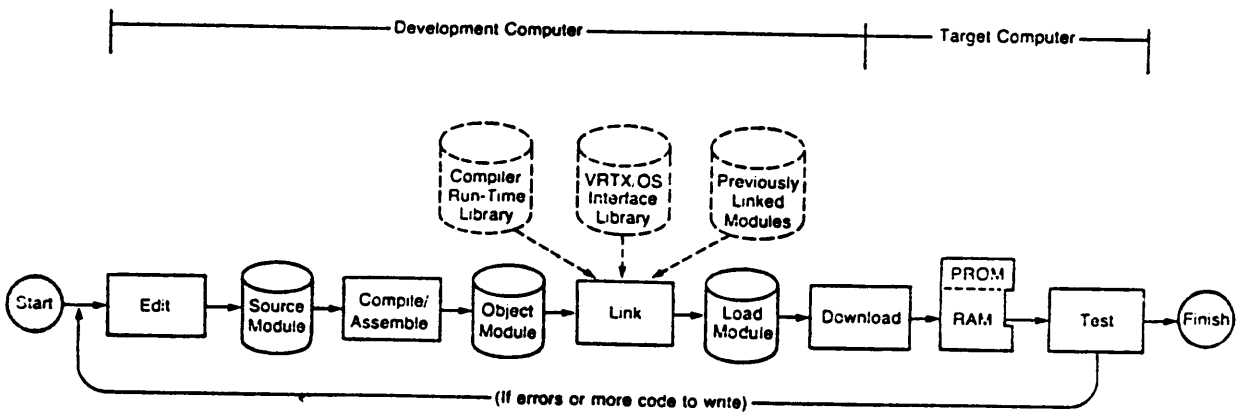 Development Computer
Target Computer
Compiler
Run-Time
Library
VRTX/OS
Interface
Library
Previously
Linked
Modules
Start
Edit
Source
Module
Compile/
Assemble
Object
Module
Link
Load
Module
Download
PROM
RAM
Test
Finish
(If errors or more code to write)